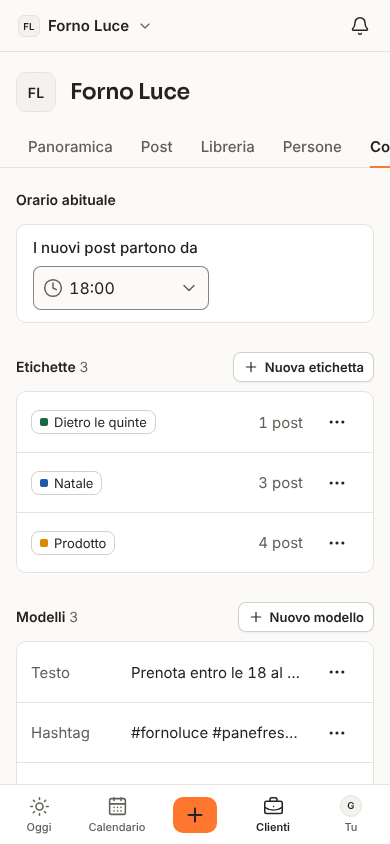 FL Forno Luce
FL Forno Luce
Panoramica Post Libreria Persone Co
Orario abituale
I nuovi post partono da
18:00
Etichette 3 + Nuova etichetta
Dietro le quinte 1 post ...
Natale 3 post ...
Prodotto 4 post ...
Modelli 3 + Nuovo modello
Testo Prenota entro le 18 al ... ...
Hashtag #fornoluce #panefres... ...
Oggi Calendario + Clienti G Tu